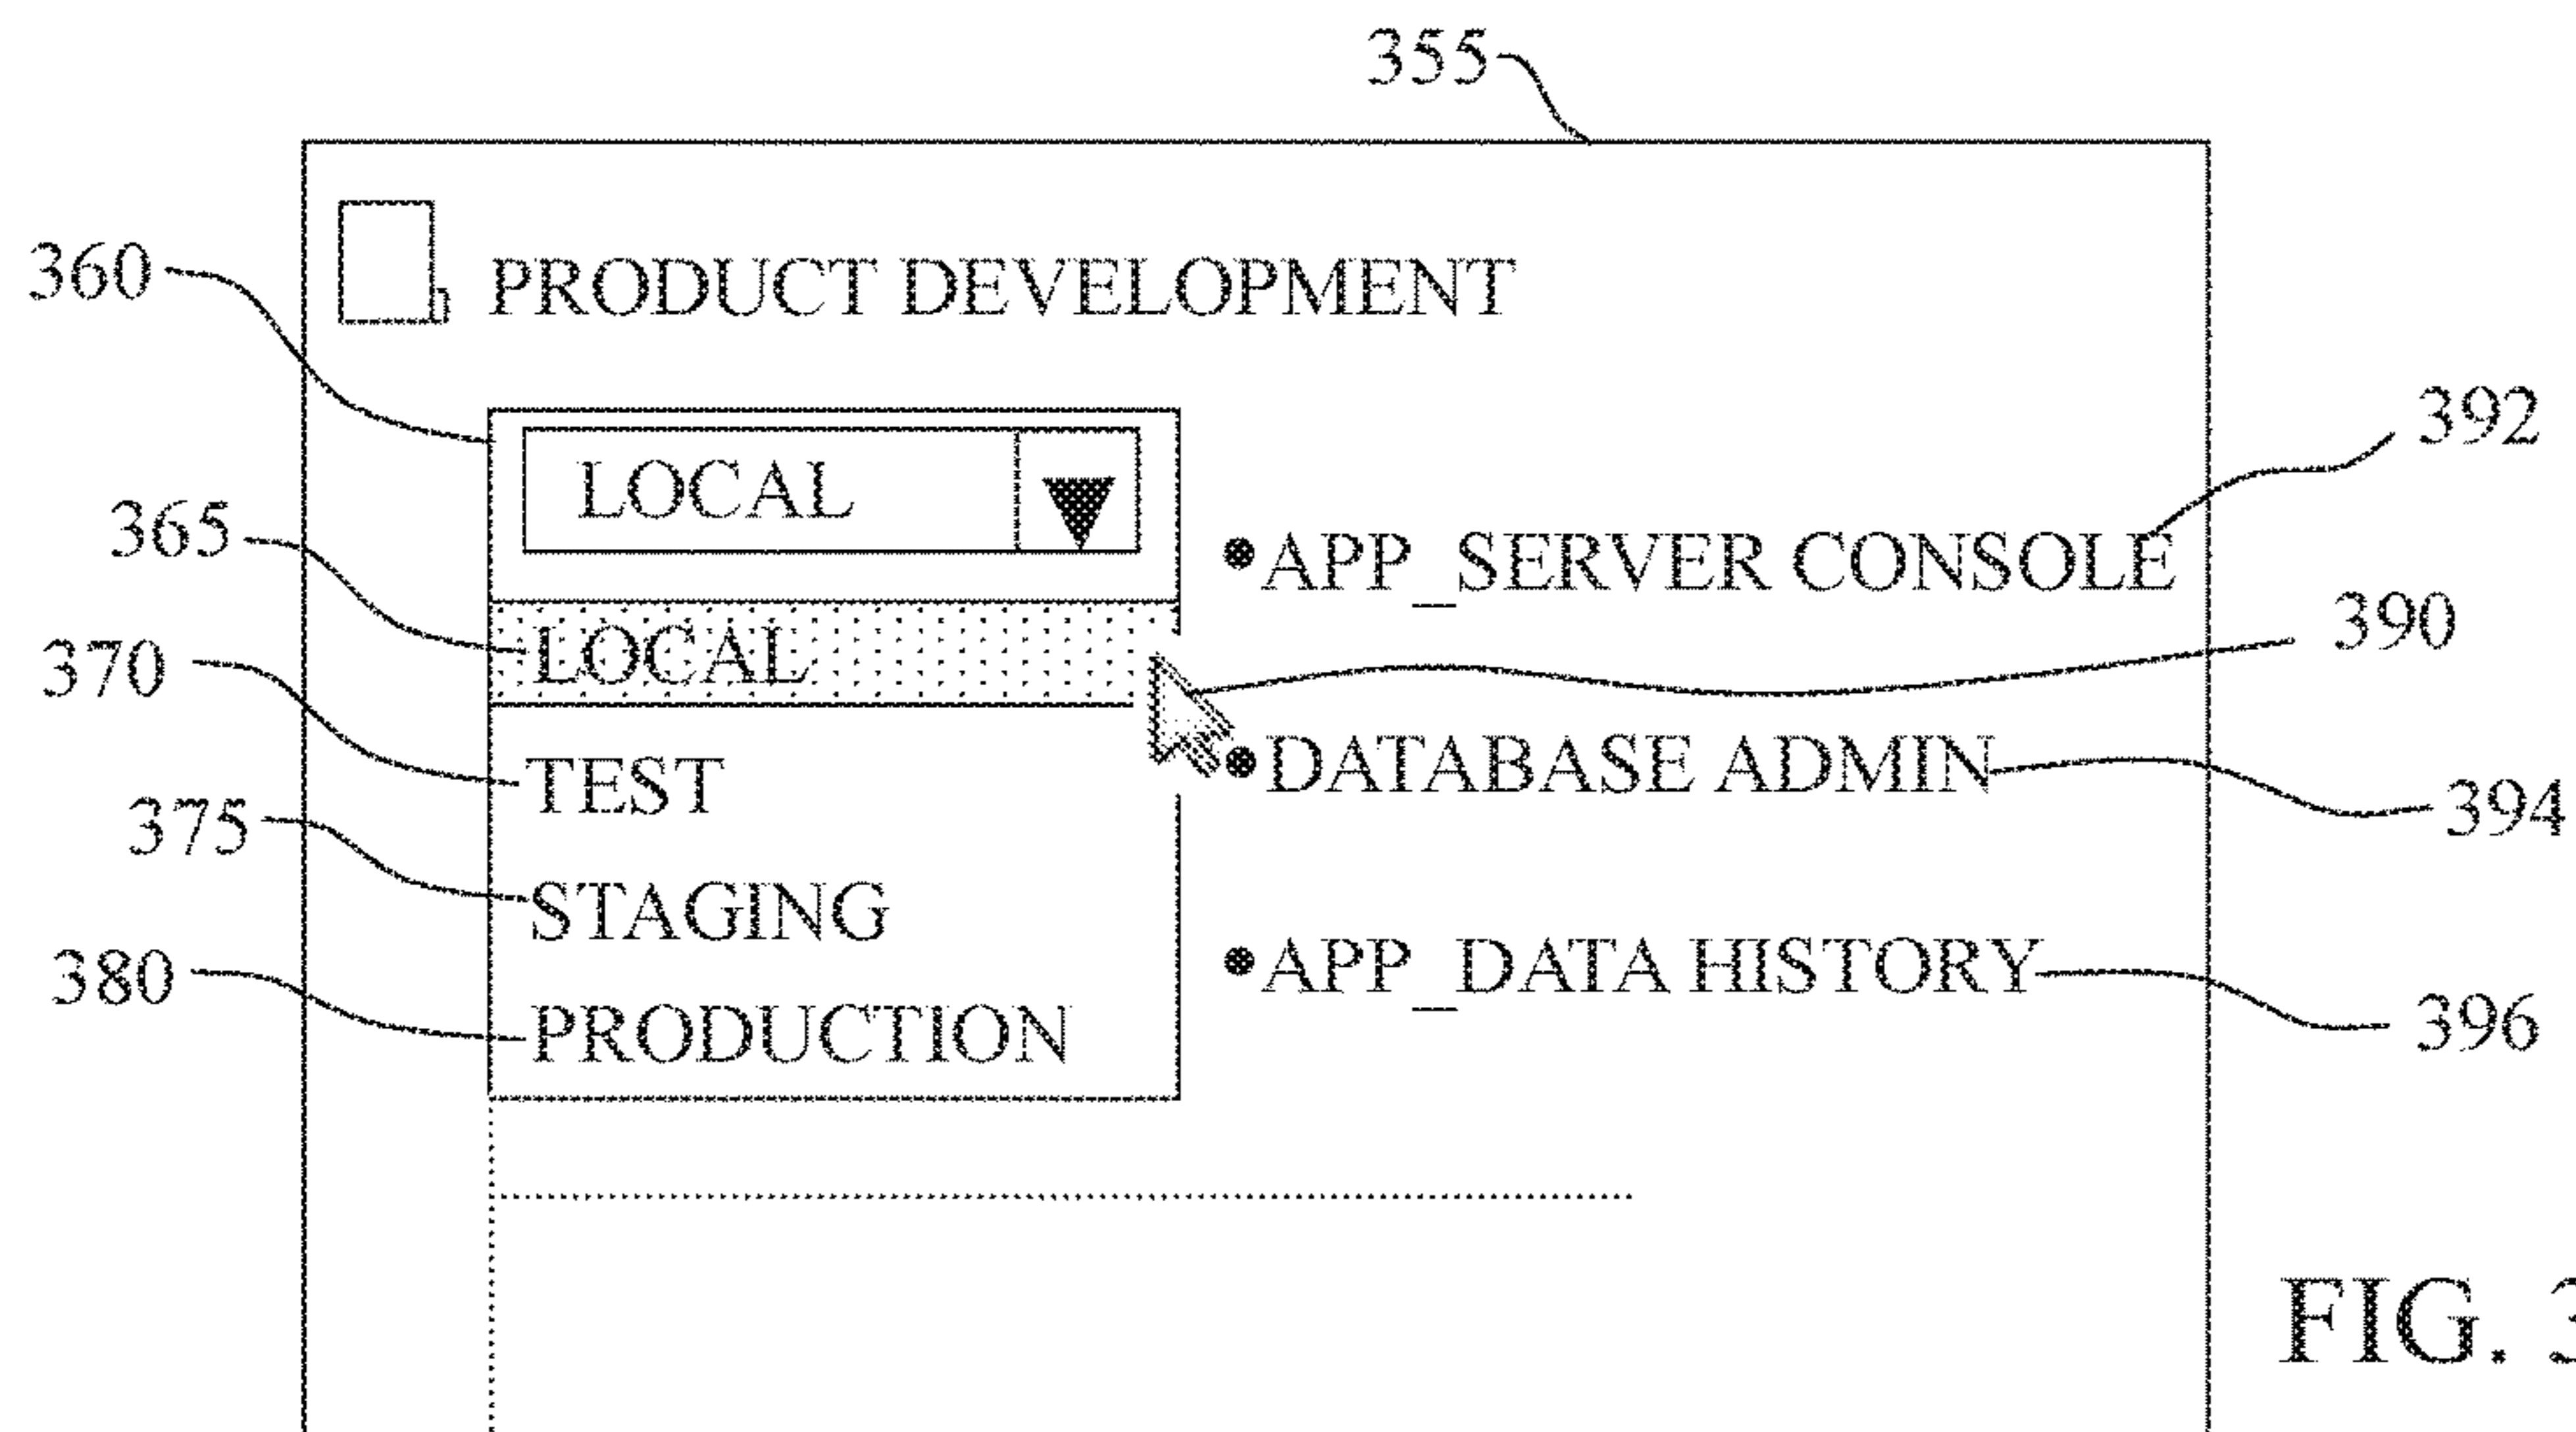 355
360
PRODUCT DEVELOPMENT
392
LOCAL
365
•APP_SERVER CONSOLE
390
LOCAL
370
•DATABASE ADMIN
TEST
394
375
STAGING
•APP_DATA HISTORY
380
396
PRODUCTION
FIG.